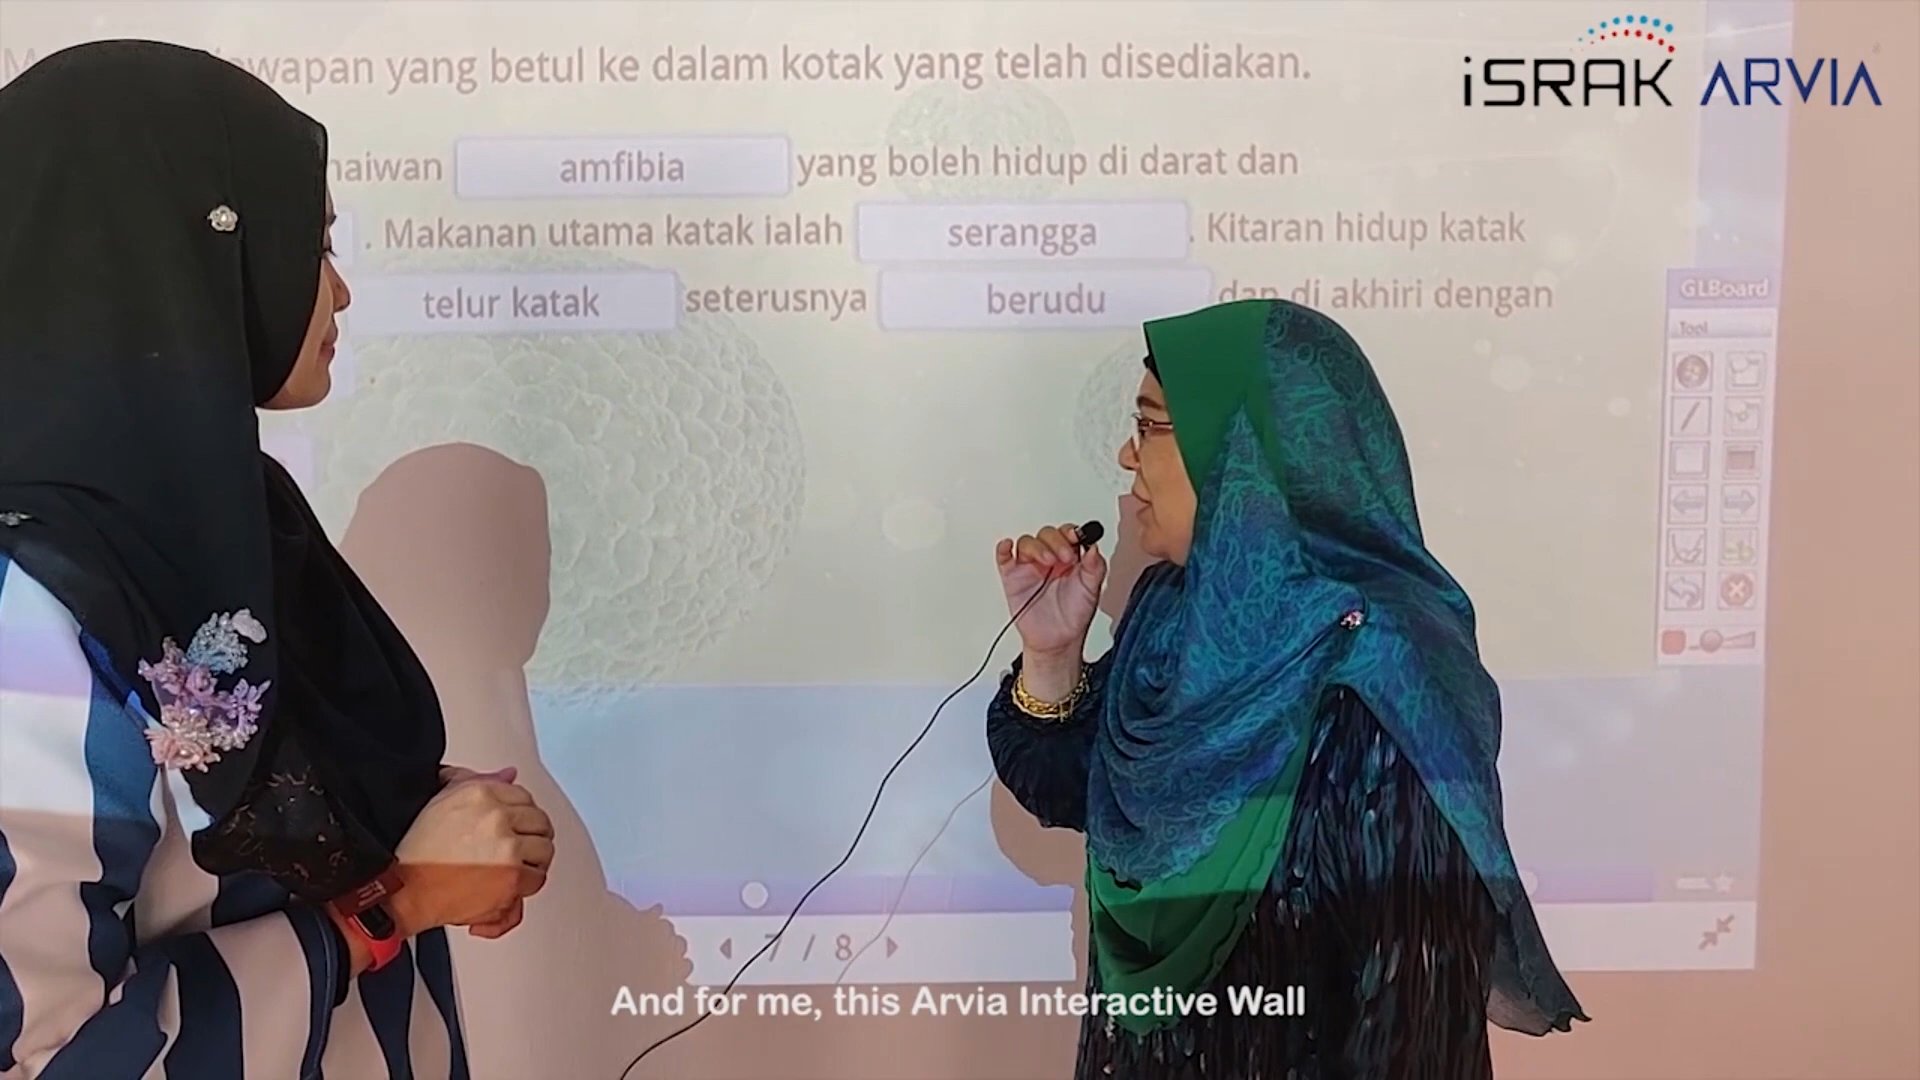 iSRAK ARVIA
yang betul ke dalam kotak yang telah disediakan.
amfibia yang boleh hidup di darat dan
. Makanan utama katak ialah serangga . Kitaran hidup katak
telur katak seterusnya berudu dan di akhiri dengan
GLBoard
Tool
7 / 8
And for me, this Arvia Interactive Wall